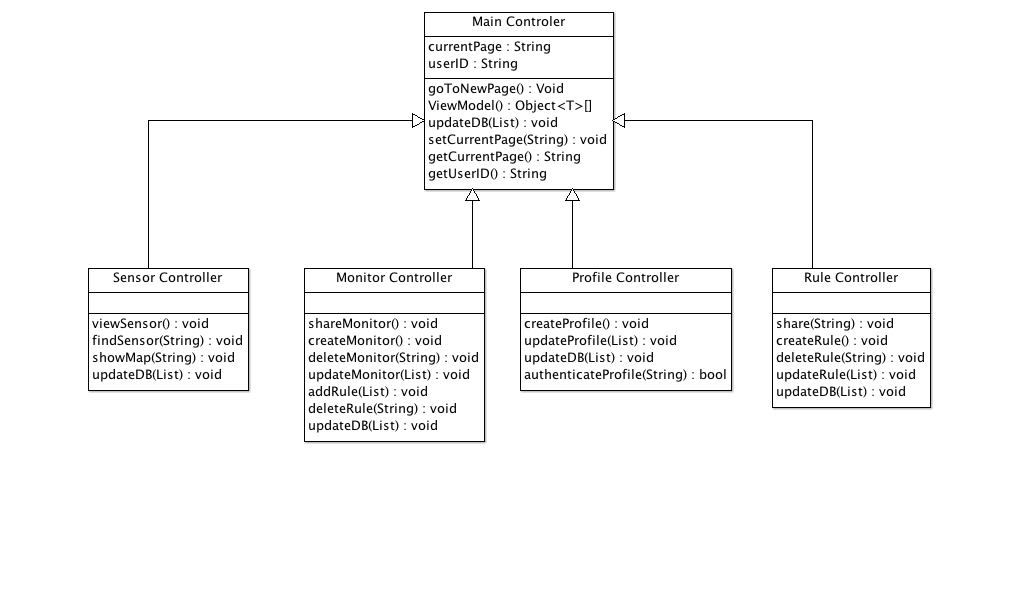 Main Controler
currentPage : String
userID : String
goToNewPage() : Void
ViewModel() : Object<T>[]
updateDB(List) : void
setCurrentPage(String) : void
getCurrentPage() : String
getUserID() : String
Sensor Controller
viewSensor() : void
findSensor(String) : void
showMap(String) : void
updateDB(List) : void
Monitor Controller
shareMonitor() : void
createMonitor() : void
deleteMonitor(String) : void
updateMonitor(List) : void
addRule(List) : void
deleteRule(String) : void
updateDB(List) : void
Profile Controller
createProfile() : void
updateProfile(List) : void
updateDB(List) : void
authenticateProfile(String) : bool
Rule Controller
share(String) : void
createRule() : void
deleteRule(String) : void
updateRule(List) : void
updateDB(List) : void